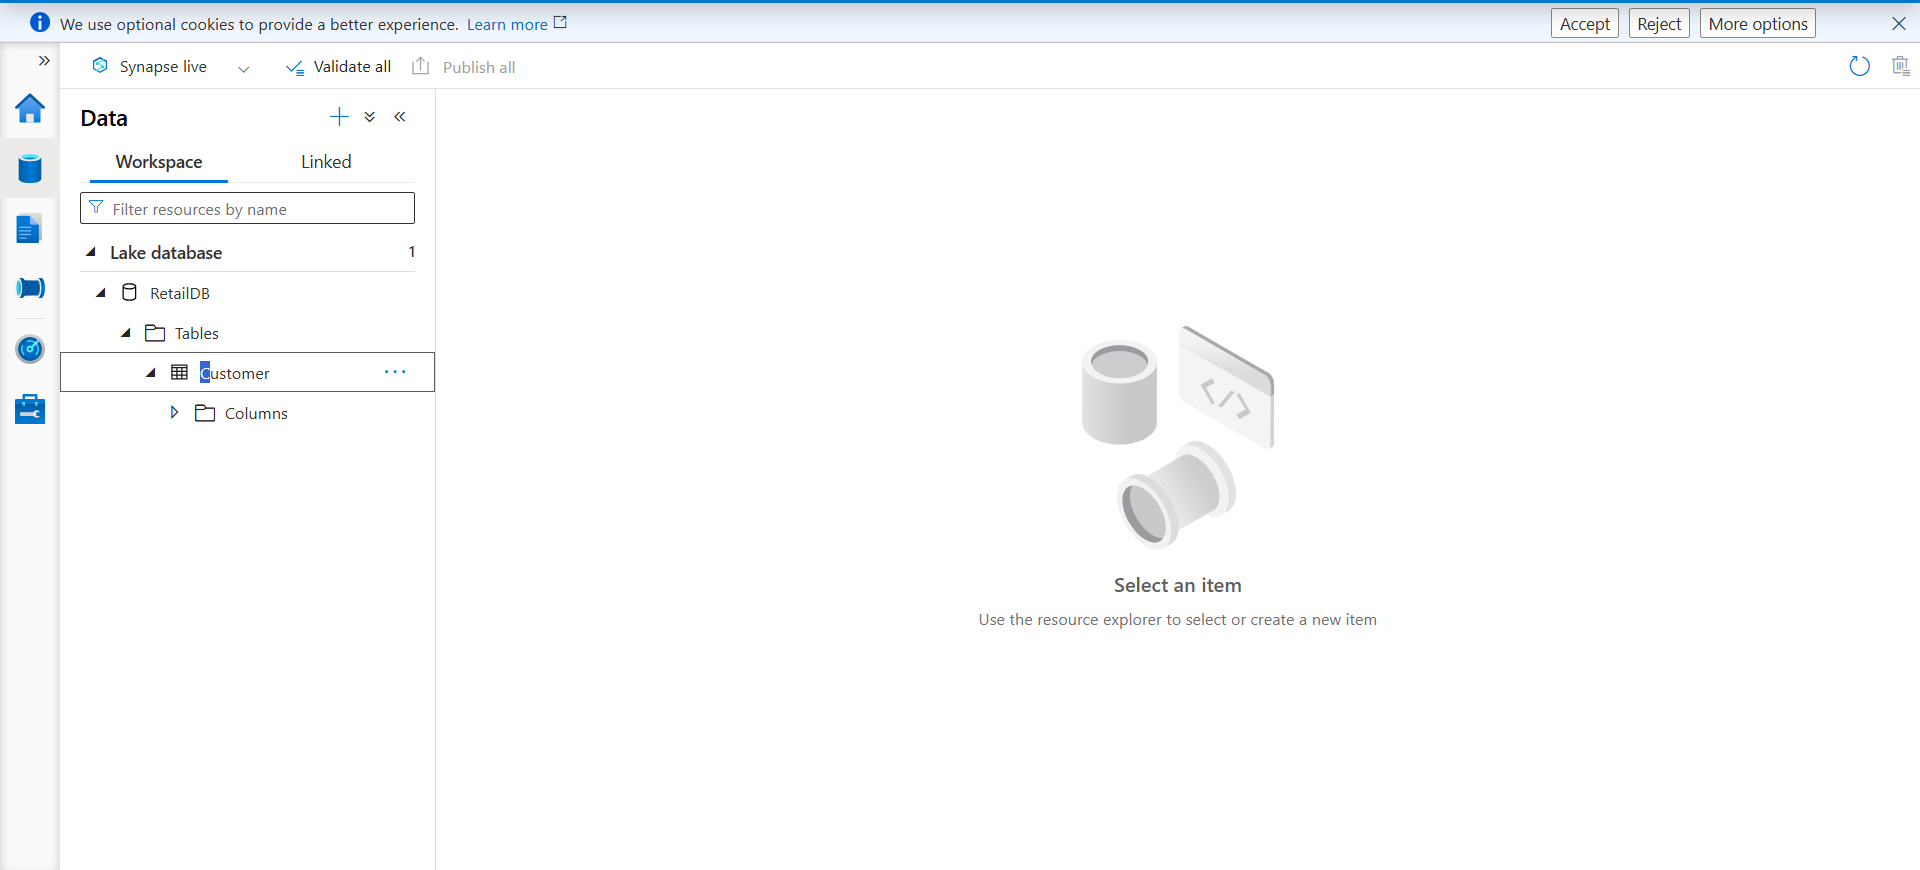 We use optional cookies to provide a better experience. Learn more
Accept
Reject
More options
Synapse live
Validate all
Publish all
Data
Workspace
Linked
Filter resources by name
Lake database 1
RetailDB
Tables
Customer
Columns
</>
Select an item
Use the resource explorer to select or create a new item